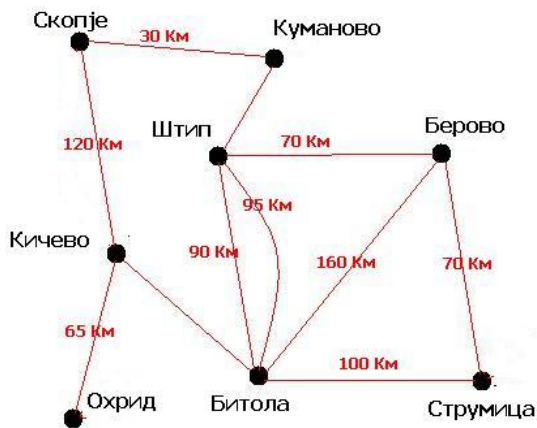 Скопје
30 Км
Куманово
Штип
70 Км
Берово
120 Км
95 Км
Кичево
90 Км
160 Км
70 Км
65 Км
100 Км
Охрид
Битола
Струмица